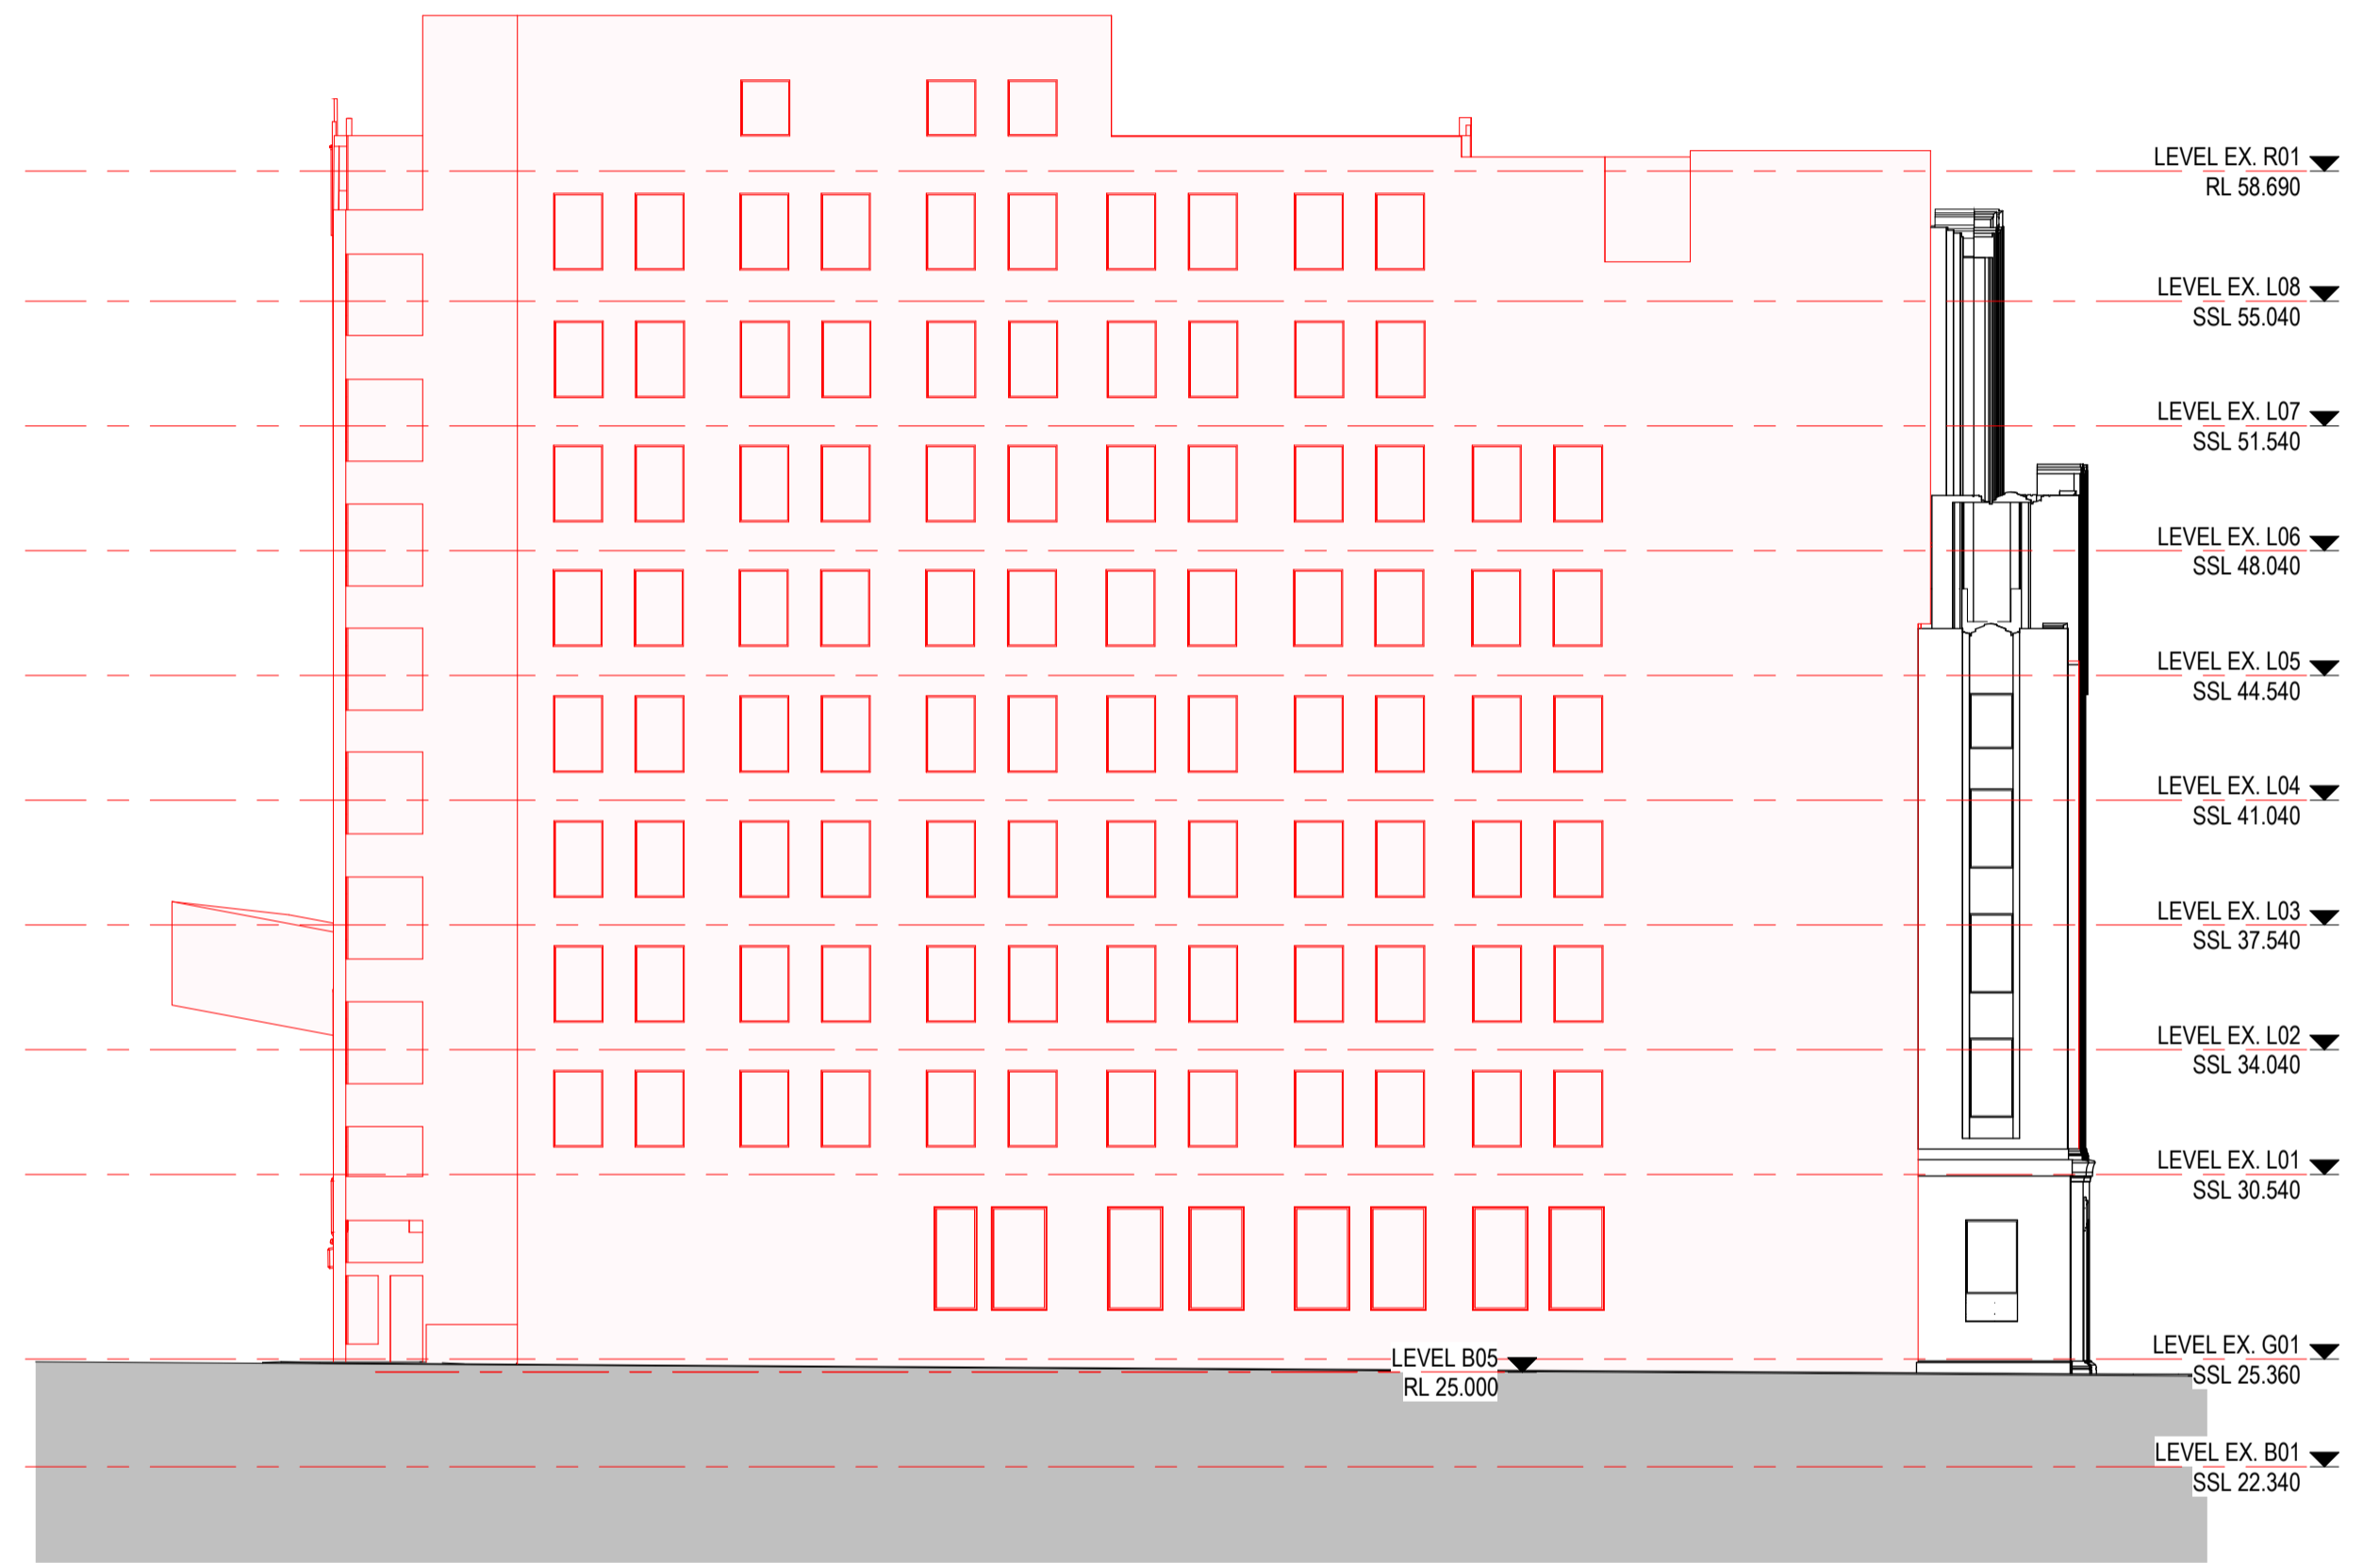 LEVEL EX. R01
RL 58.690
LEVEL EX. L08
SSL 55.040
LEVEL EX. L07
SSL 51.540
LEVEL EX. L06
SSL 48.040
LEVEL EX. L05
SSL 44.540
LEVEL EX. L04
SSL 41.040
LEVEL EX. L03
SSL 37.540
LEVEL EX. L02
SSL 34.040
LEVEL EX. L01
SSL 30.540
LEVEL EX. G01
SSL 25.360
LEVEL B05
RL 25.000
LEVEL EX. B01
SSL 22.340